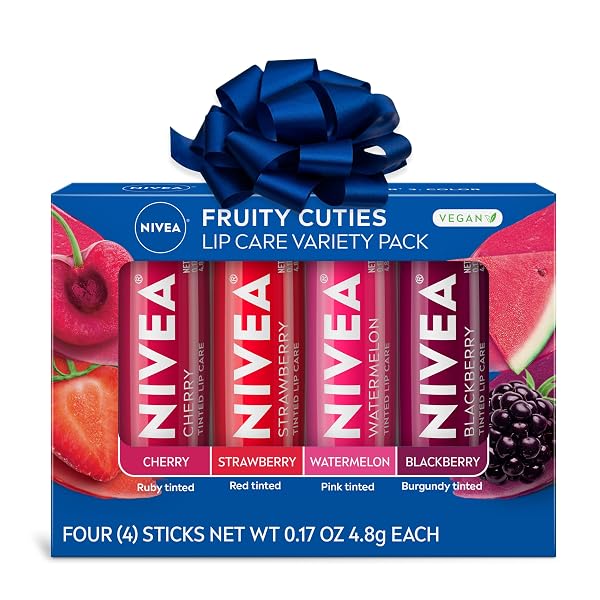 NIVEA
FRUITY CUTIES
LIP CARE VARIETY PACK
VEGAN
NIVEA®
CHERRY
TINTED LIP CARE
NIVEA®
STRAWBERRY
TINTED LIP CARE
NIVEA®
WATERMELON
TINTED LIP CARE
NIVEA®
BLACKBERRY
TINTED LIP CARE
CHERRY
STRAWBERRY
WATERMELON
BLACKBERRY
Ruby tinted
Red tinted
Pink tinted
Burgundy tinted
FOUR (4) STICKS NET WT 0.17 OZ 4.8g EACH